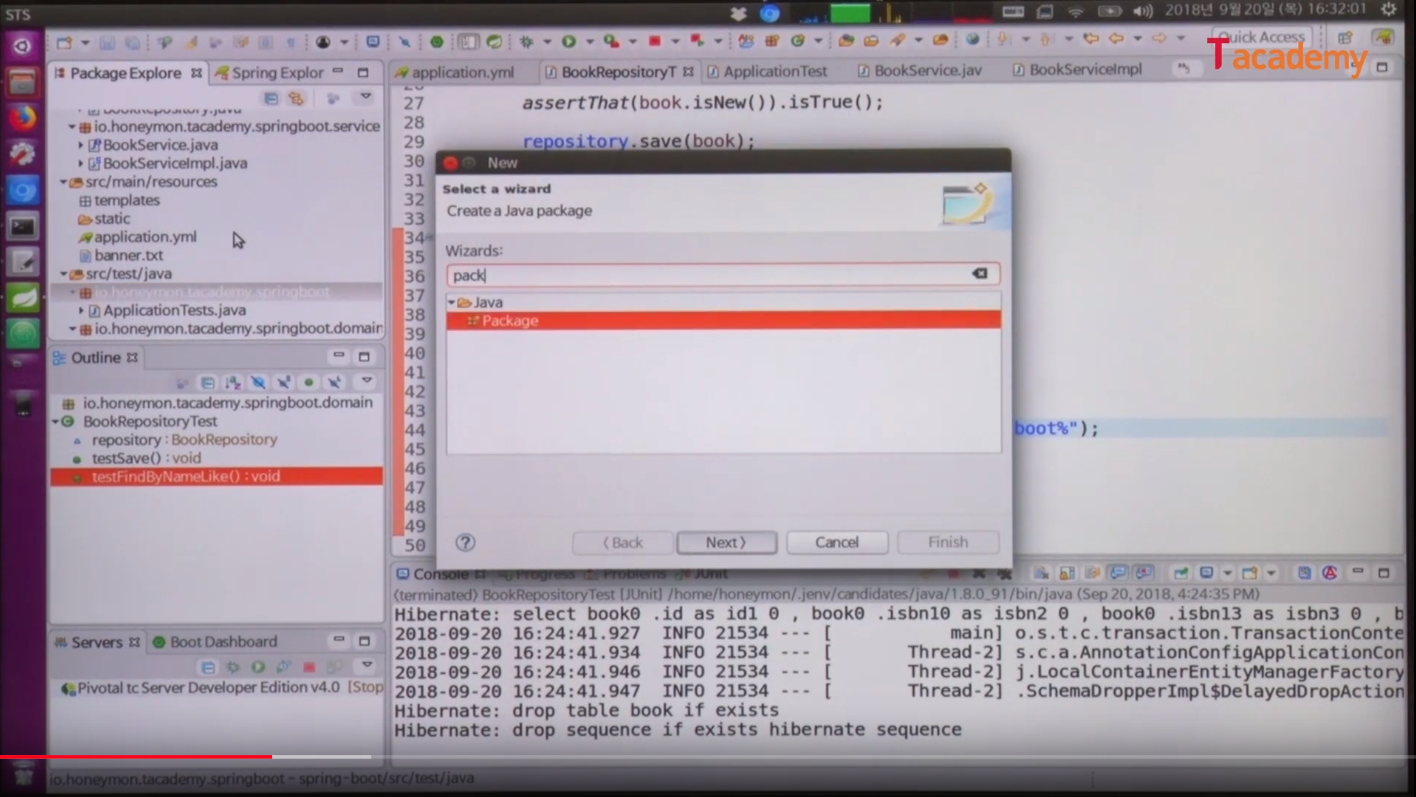 STS
2018년 9월 20일 (목) 16:32:01
Quick Access
Tacademy
Package Explore
Spring Explor
application.yml
BookRepositoryT
ApplicationTest
BookService.jav
BookServiceImpl
BookRepository.java
io.honeymon.tacademy.springboot.service
BookService.java
BookServiceImpl.java
src/main/resources
templates
static
application.yml
banner.txt
src/test/java
io.honeymon.tacademy.springboot
ApplicationTests.java
io.honeymon.tacademy.springboot.domain
Outline
io.honeymon.tacademy.springboot.domain
BookRepositoryTest
repository : BookRepository
testSave() : void
testFindByNameLike() : void
Servers
Boot Dashboard
Pivotal tc Server Developer Edition v4.0 [Stop
27 assertThat(book.isNew()).isTrue();
28
29 repository.save(book);
30
31
32
33
34
35
36
37
38
39
40
41
42
43
44 boot%");
45
46
47
48
49
50
New
Select a wizard
Create a Java package
Wizards:
pack
Java
Package
< Back
Next >
Cancel
Finish
Console
Progress
Problems
JUnit
<terminated> BookRepositoryTest [JUnit] /home/honeymon/.jenv/candidates/java/1.8.0_91/bin/java (Sep 20, 2018, 4:24:35 PM)
Hibernate: select book0_.id as id1_0_, book0_.isbn10 as isbn2_0_, book0_.isbn13 as isbn3_0_, b
2018-09-20 16:24:41.927 INFO 21534 --- [ main] o.s.t.c.transaction.TransactionConte
2018-09-20 16:24:41.934 INFO 21534 --- [ Thread-2] s.c.a.AnnotationConfigApplicationCon
2018-09-20 16:24:41.946 INFO 21534 --- [ Thread-2] j.LocalContainerEntityManagerFactory
2018-09-20 16:24:41.947 INFO 21534 --- [ Thread-2] .SchemaDropperImpl$DelayedDropAction
Hibernate: drop table book if exists
Hibernate: drop sequence if exists hibernate_sequence
io.honeymon.tacademy.springboot - spring-boot/src/test/java